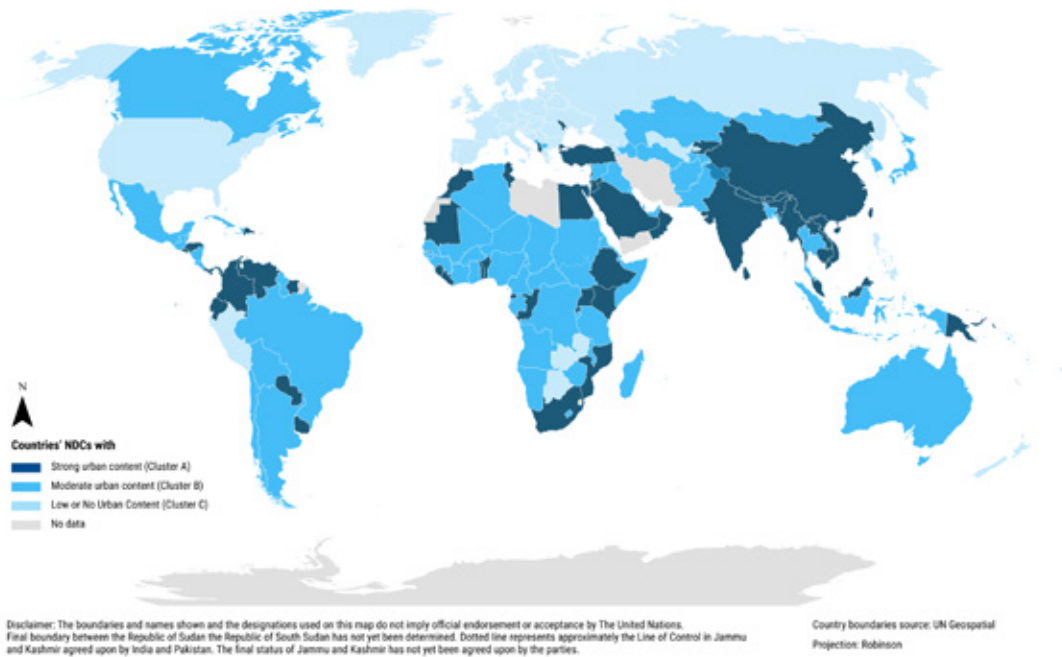 N
Countries' NDCs with
Strong urban content (Cluster A)
Moderate urban content (Cluster B)
Low or No Urban Content (Cluster C)
No data
Disclaimer: The boundaries and names shown and the designations used on this map do not imply official endorsement or acceptance by The United Nations.
Final boundary between the Republic of Sudan the Republic of South Sudan has not yet been determined. Dotted line represents approximately the Line of Control in Jammu
and Kashmir agreed upon by India and Pakistan. The final status of Jammu and Kashmir has not yet been agreed upon by the parties.
Country boundaries source: UN Geospatial
Projection: Robinson